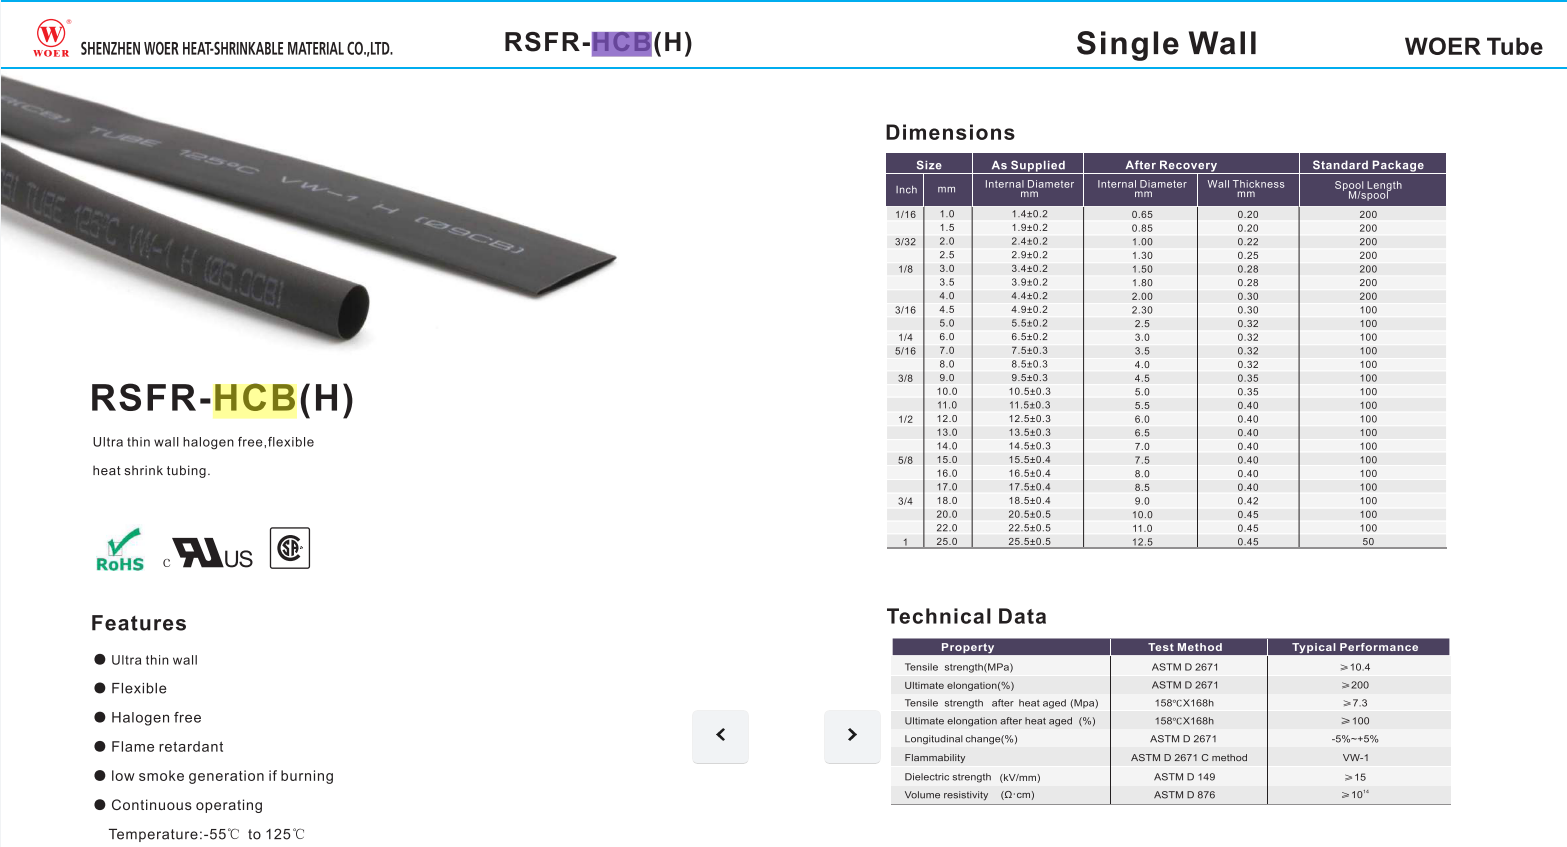 WOER
®
SHENZHEN WOER HEAT-SHRINKABLE MATERIAL CO.,LTD.
RSFR-HCB(H)
Single Wall
WOER Tube
CB) TUBE 125℃ VW-1 H (Ø9CB)
CB) TUBE 125℃ VW-1 H (Ø6.0CB)
RSFR-HCB(H)
Ultra thin wall halogen free,flexible
heat shrink tubing.
RoHS
c RU US
SA
Features
● Ultra thin wall
● Flexible
● Halogen free
● Flame retardant
● low smoke generation if burning
● Continuous operating
Temperature:-55℃ to 125℃
Dimensions
Size As Supplied After Recovery Standard Package
Inch mm Internal Diameter mm Internal Diameter mm Wall Thickness mm Spool Length M/spool
1/16 1.0 1.4±0.2 0.65 0.20 200
1.5 1.9±0.2 0.85 0.20 200
3/32 2.0 2.4±0.2 1.00 0.22 200
2.5 2.9±0.2 1.30 0.25 200
1/8 3.0 3.4±0.2 1.50 0.28 200
3.5 3.9±0.2 1.80 0.28 200
4.0 4.4±0.2 2.00 0.30 200
3/16 4.5 4.9±0.2 2.30 0.30 100
5.0 5.5±0.2 2.5 0.32 100
1/4 6.0 6.5±0.2 3.0 0.32 100
5/16 7.0 7.5±0.3 3.5 0.32 100
8.0 8.5±0.3 4.0 0.32 100
3/8 9.0 9.5±0.3 4.5 0.35 100
10.0 10.5±0.3 5.0 0.35 100
11.0 11.5±0.3 5.5 0.40 100
1/2 12.0 12.5±0.3 6.0 0.40 100
13.0 13.5±0.3 6.5 0.40 100
14.0 14.5±0.3 7.0 0.40 100
5/8 15.0 15.5±0.4 7.5 0.40 100
16.0 16.5±0.4 8.0 0.40 100
17.0 17.5±0.4 8.5 0.40 100
3/4 18.0 18.5±0.4 9.0 0.42 100
20.0 20.5±0.5 10.0 0.45 100
22.0 22.5±0.5 11.0 0.45 100
1 25.0 25.5±0.5 12.5 0.45 50
Technical Data
Property Test Method Typical Performance
Tensile strength(MPa) ASTM D 2671 ≥10.4
Ultimate elongation(%) ASTM D 2671 ≥200
Tensile strength after heat aged (Mpa) 158℃X168h ≥7.3
Ultimate elongation after heat aged (%) 158℃X168h ≥100
Longitudinal change(%) ASTM D 2671 -5%~+5%
Flammability ASTM D 2671 C method VW-1
Dielectric strength (kV/mm) ASTM D 149 ≥15
Volume resistivity (Ω·cm) ASTM D 876 ≥10¹⁴